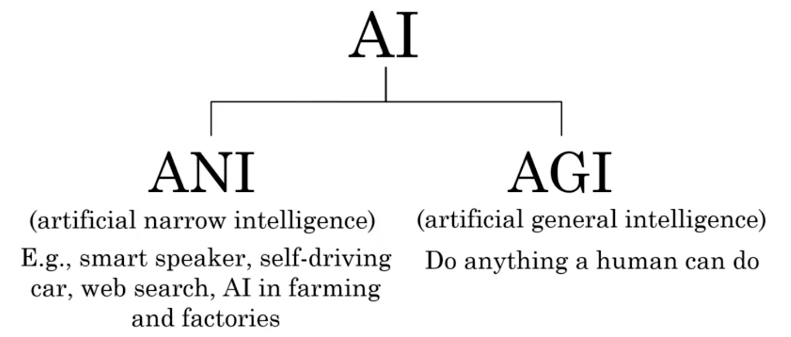 AI
ANI
(artificial narrow intelligence)
E.g., smart speaker, self-driving
car, web search, AI in farming
and factories
AGI
(artificial general intelligence)
Do anything a human can do